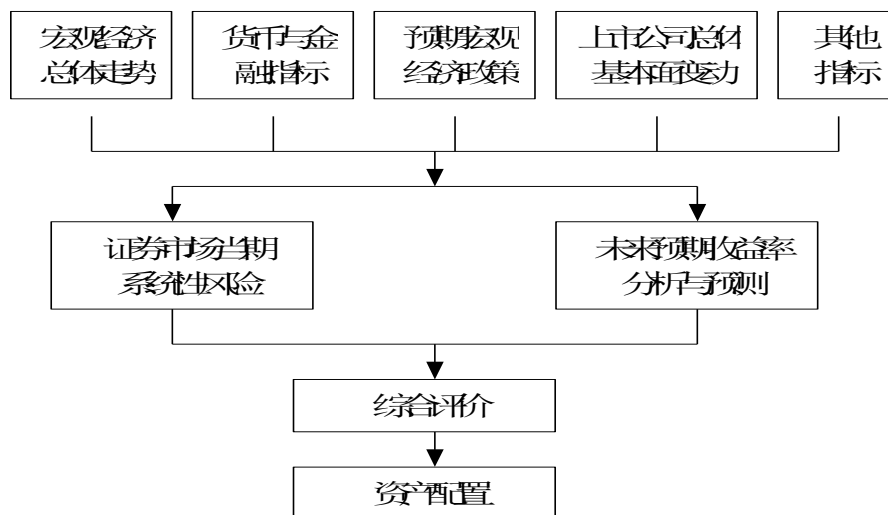 宏观经济
总体走势
货币与金
融指标
预期宏观
经济政策
上市公司总体
基本面变动
其他
指标
证券市场当期
系统性风险
未来预期收益率
分析与预测
综合评价
资产配置